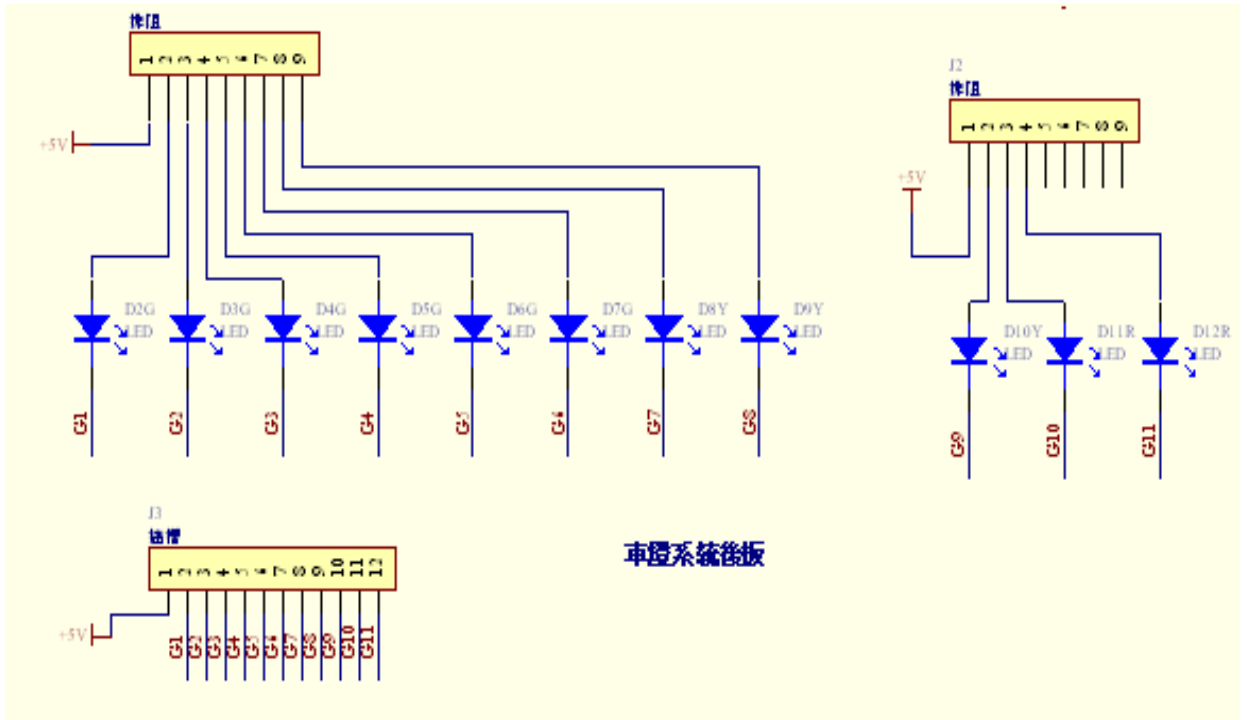 排阻
1 2 3 4 5 6 7 8 9
+5V
D2G LED
D3G LED
D4G LED
D5G LED
D6G LED
D7G LED
D8Y LED
D9Y LED
G1 G2 G3 G4 G5 G6 G7 G8
J2
排阻
1 2 3 4 5 6 7 8 9
+5V
D10Y LED
D11R LED
D12R LED
G9 G10 G11
J3
插槽
1 2 3 4 5 6 7 8 9 10 11 12
+5V
G1 G2 G3 G4 G5 G6 G7 G8 G9 G10 G11
車燈系統後板